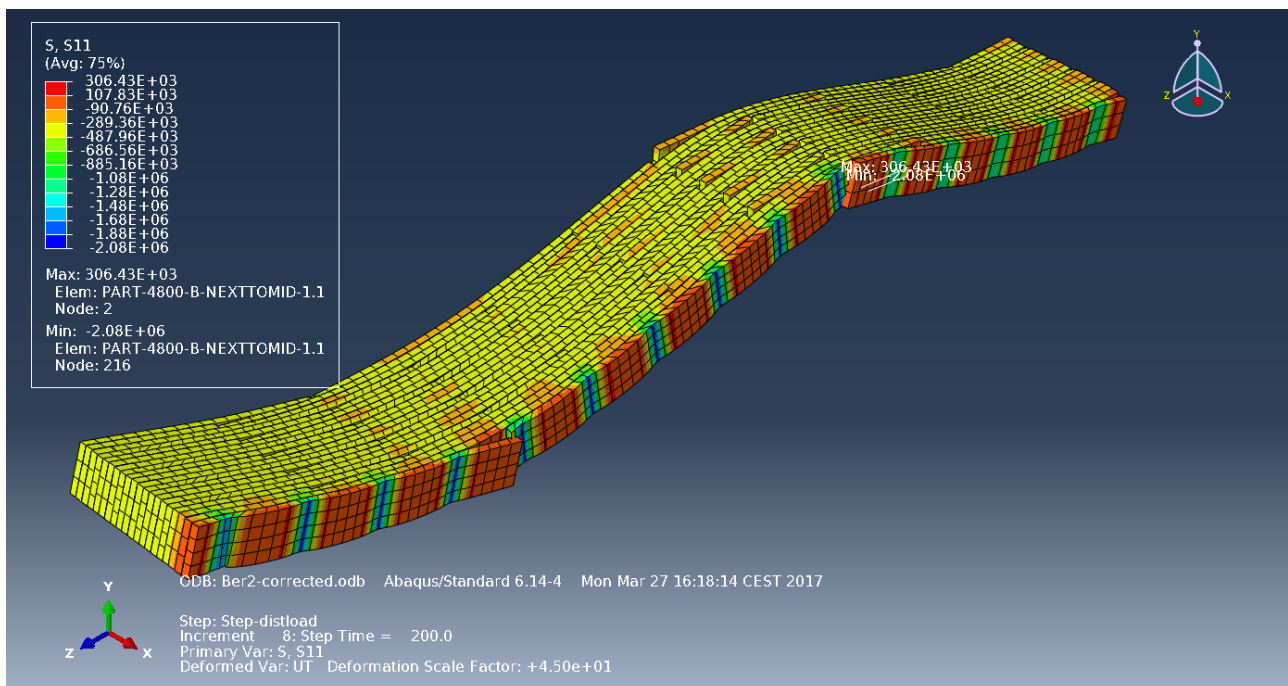 S, S11
(Avg: 75%)
306.43E+03
107.83E+03
-90.76E+03
-289.36E+03
-487.96E+03
-686.56E+03
-885.16E+03
-1.08E+06
-1.28E+06
-1.48E+06
-1.68E+06
-1.88E+06
-2.08E+06
Max: 306.43E+03
Elem: PART-4800-B-NEXTTOMID-1.1
Node: 2
Min: -2.08E+06
Elem: PART-4800-B-NEXTTOMID-1.1
Node: 216
Y
Z X
Max: 306.43E+03
Min: -2.08E+06
ODB: Ber2-corrected.odb Abaqus/Standard 6.14-4 Mon Mar 27 16:18:14 CEST 2017
Y
Z X
Step: Step-distload
Increment 8: Step Time = 200.0
Primary Var: S, S11
Deformed Var: UT Deformation Scale Factor: +4.50e+01